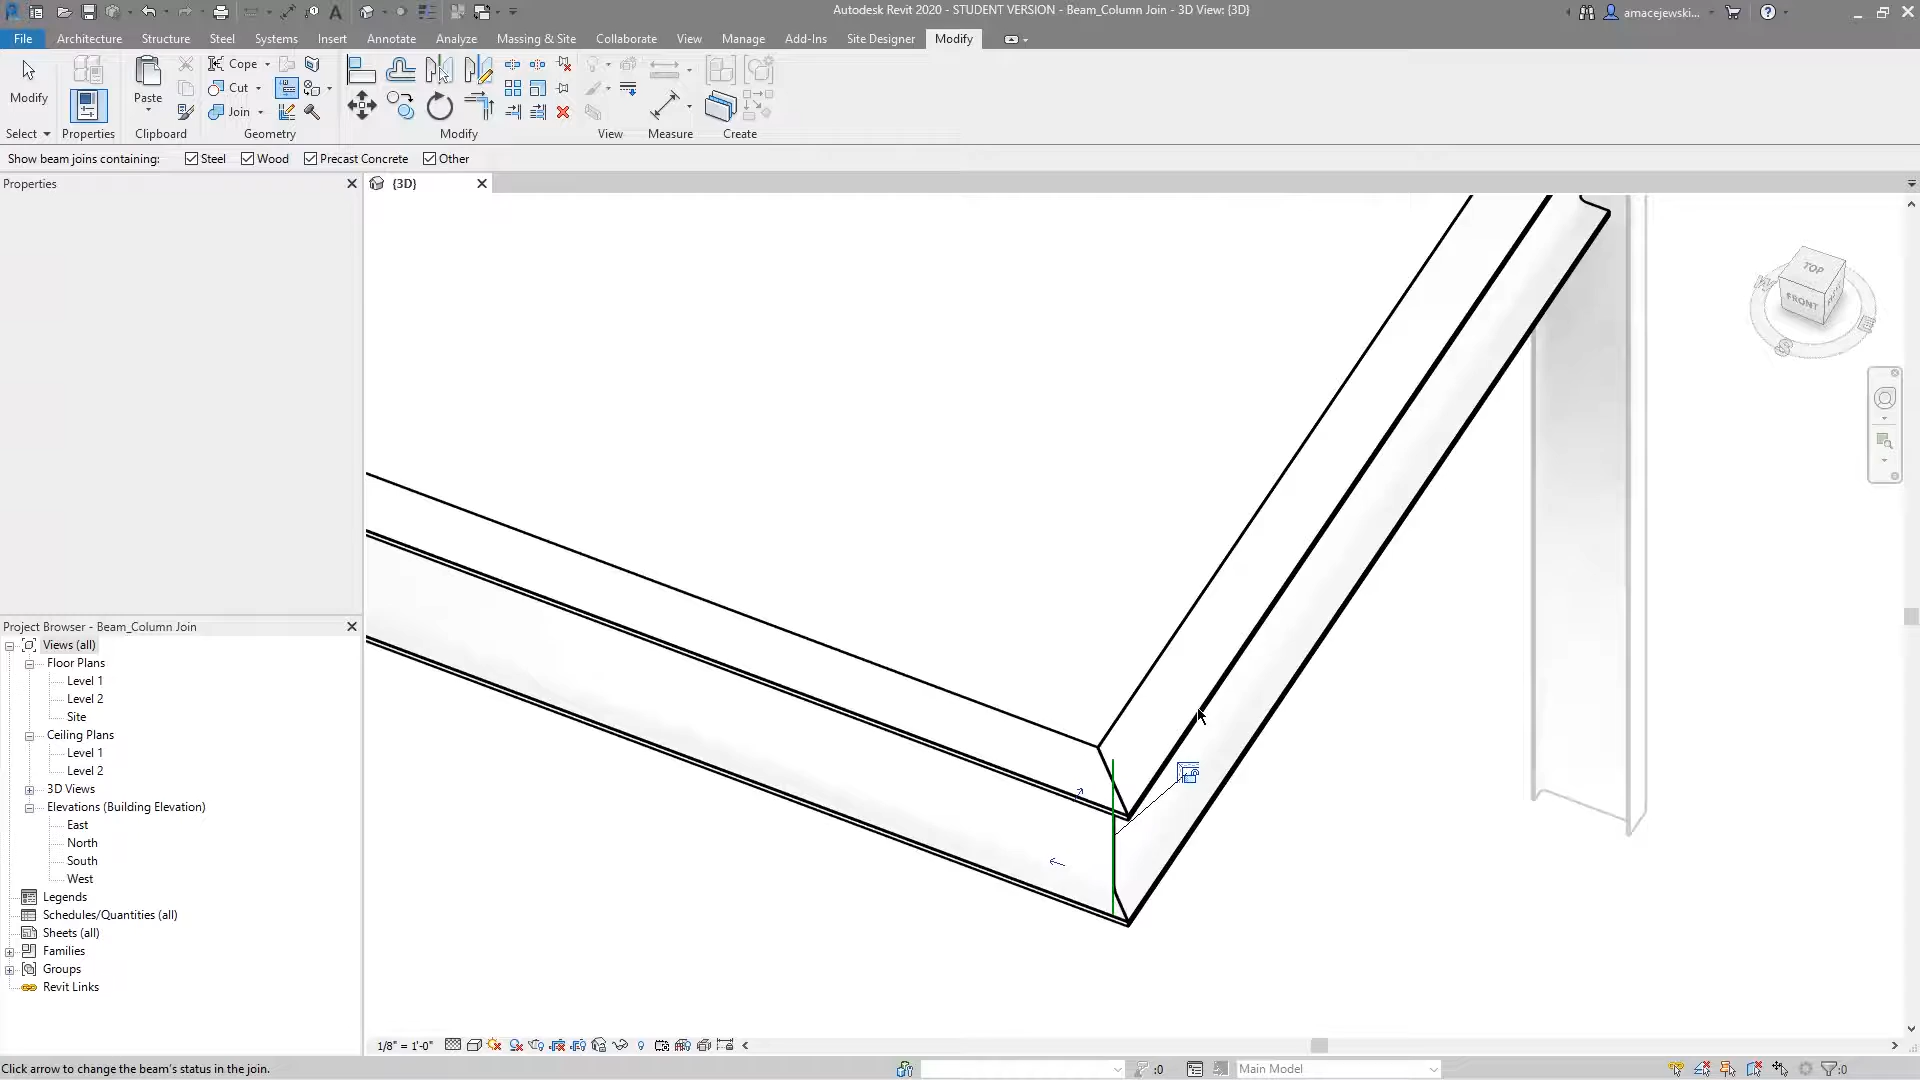 Autodesk Revit 2020 - STUDENT VERSION - Beam_Column Join - 3D View: {3D}
amacejewski...
File Architecture Structure Steel Systems Insert Annotate Analyze Massing & Site Collaborate View Manage Add-Ins Site Designer Modify
Modify
Paste
Cope
Cut
Join
Select Properties Clipboard Geometry Modify View Measure Create
Show beam joins containing: Steel Wood Precast Concrete Other
Properties
{3D}
TOP
FRONT
W
S
E
Project Browser - Beam_Column Join
Views (all)
Floor Plans
Level 1
Level 2
Site
Ceiling Plans
Level 1
Level 2
3D Views
Elevations (Building Elevation)
East
North
South
West
Legends
Schedules/Quantities (all)
Sheets (all)
Families
Groups
Revit Links
1/8" = 1'-0"
Click arrow to change the beam's status in the join.
:0
Main Model
:0